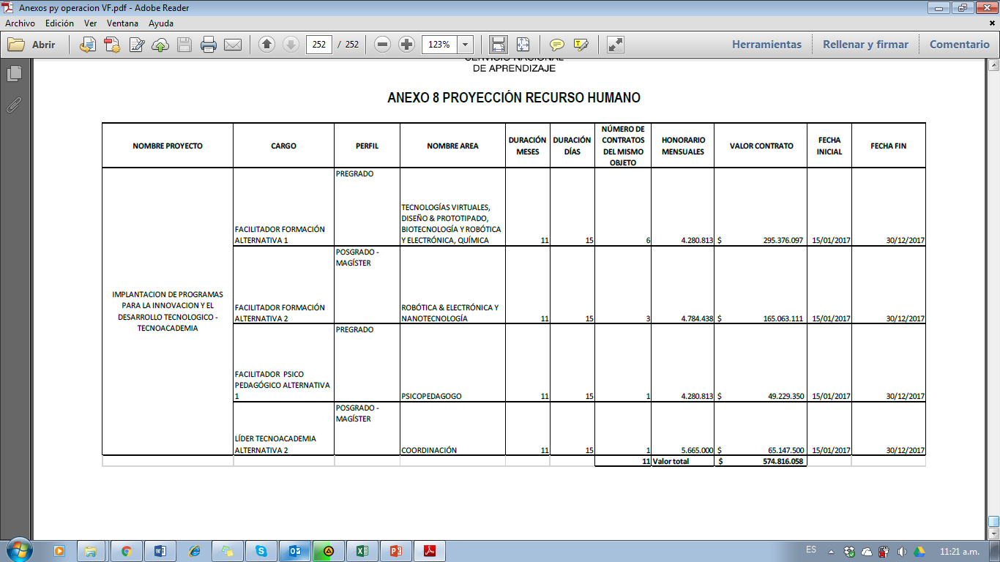 Anexos py operacion VF.pdf - Adobe Reader
Archivo Edición Ver Ventana Ayuda
Abrir 252 / 252 123% Herramientas Rellenar y firmar Comentario
SERVICIO NACIONAL
DE APRENDIZAJE
ANEXO 8 PROYECCIÓN RECURSO HUMANO
NOMBRE PROYECTO
CARGO
PERFIL
NOMBRE AREA
DURACIÓN
MESES
DURACIÓN
DÍAS
NÚMERO DE
CONTRATOS
DEL MISMO
OBJETO
HONORARIO
MENSUALES
VALOR CONTRATO
FECHA
INICIAL
FECHA FIN
IMPLANTACION DE PROGRAMAS
PARA LA INNOVACION Y EL
DESARROLLO TECNOLOGICO -
TECNOACADEMIA
FACILITADOR FORMACIÓN
ALTERNATIVA 1
PREGRADO
TECNOLOGÍAS VIRTUALES,
DISEÑO & PROTOTIPADO,
BIOTECNOLOGÍA Y ROBÓTICA
Y ELECTRÓNICA, QUÍMICA
11 15 6 4.280.813 $ 295.376.097 15/01/2017 30/12/2017
FACILITADOR FORMACIÓN
ALTERNATIVA 2
POSGRADO -
MAGÍSTER
ROBÓTICA & ELECTRÓNICA Y
NANOTECNOLOGÍA
11 15 3 4.784.438 $ 165.063.111 15/01/2017 30/12/2017
FACILITADOR PSICO
PEDAGÓGICO ALTERNATIVA
1
PREGRADO
PSICOPEDAGOGO
11 15 1 4.280.813 $ 49.229.350 15/01/2017 30/12/2017
LÍDER TECNOACADEMIA
ALTERNATIVA 2
POSGRADO -
MAGÍSTER
COORDINACIÓN
11 15 1 5.665.000 $ 65.147.500 15/01/2017 30/12/2017
11 Valor total $ 574.816.058
ES 11:21 a.m.